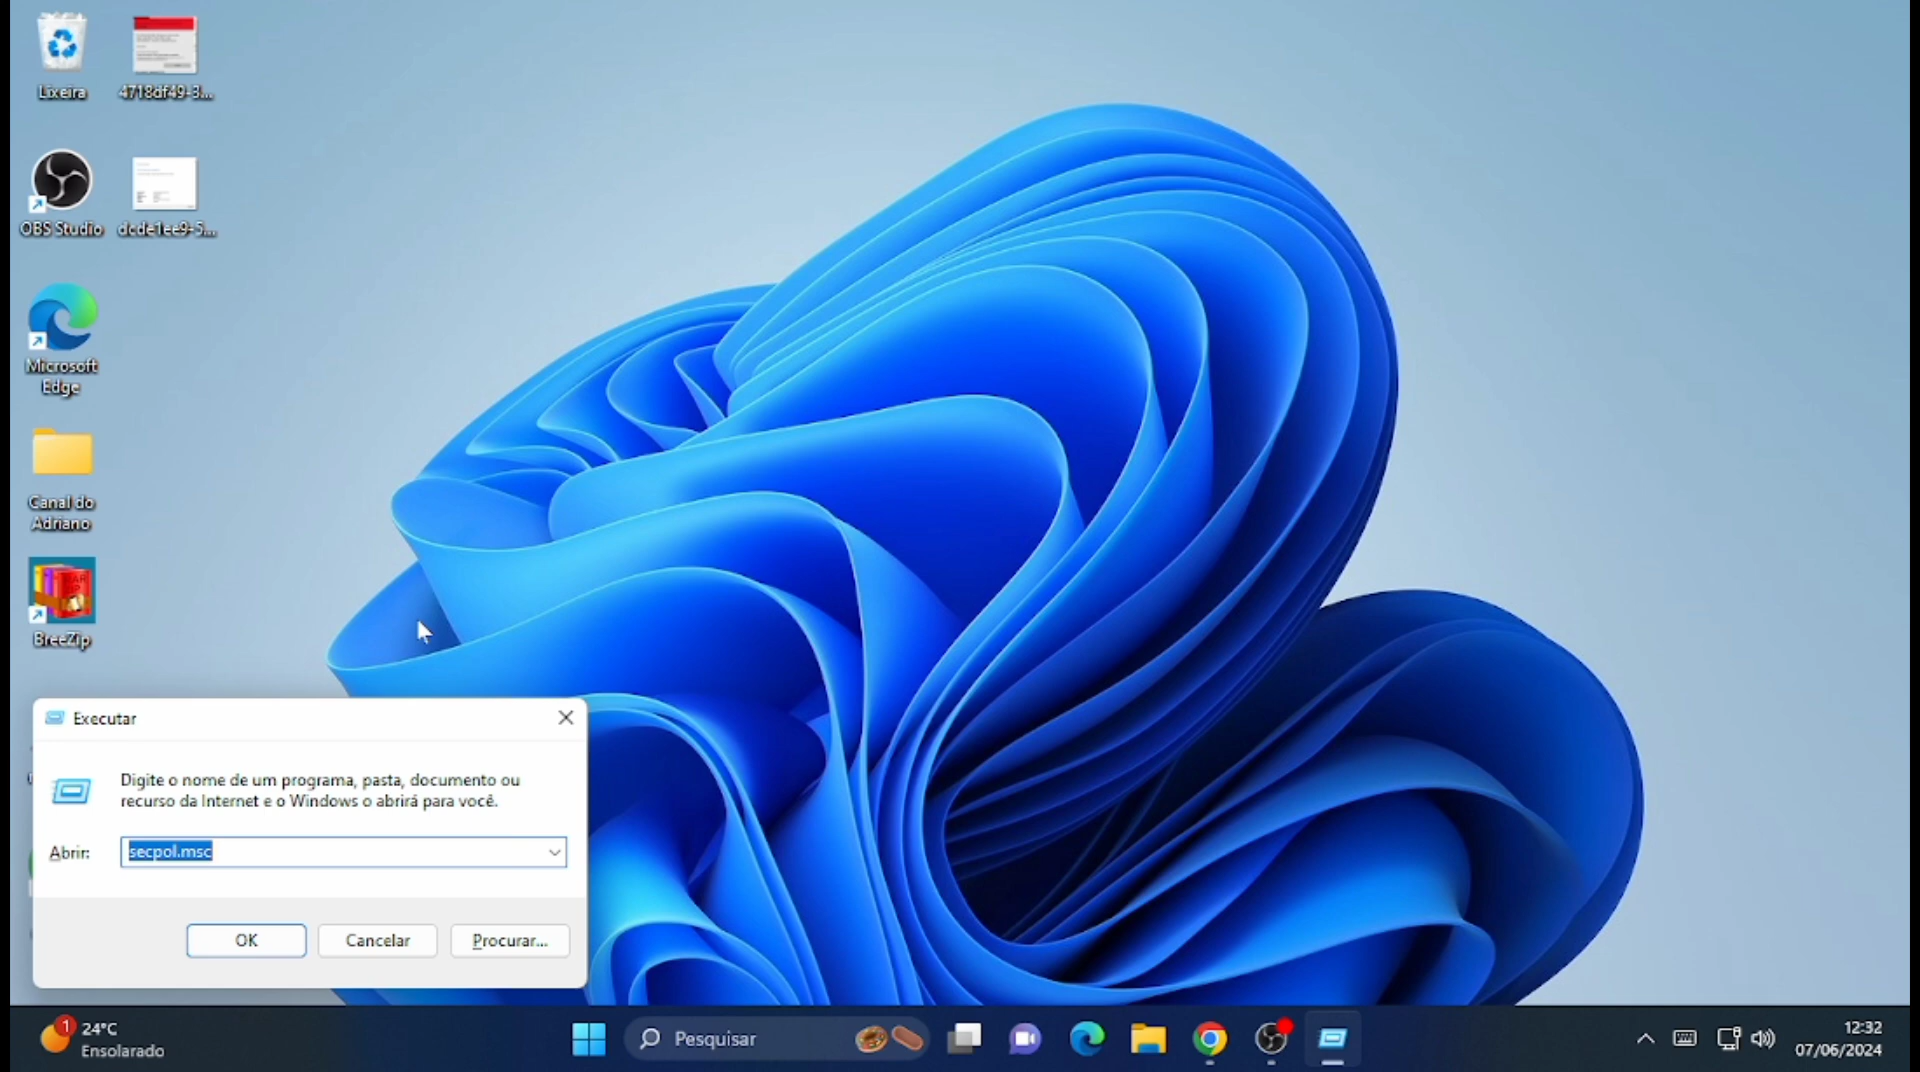 Lixeira
4718df49-3...
OBS Studio
dcde1ee9-5...
Microsoft
Edge
Canal do
Adriano
BreeZip
Executar
Digite o nome de um programa, pasta, documento ou
recurso da Internet e o Windows o abrirá para você.
Abrir:
secpol.msc
OK
Cancelar
Procurar...
1
24°C
Ensolarado
Pesquisar
12:32
07/06/2024